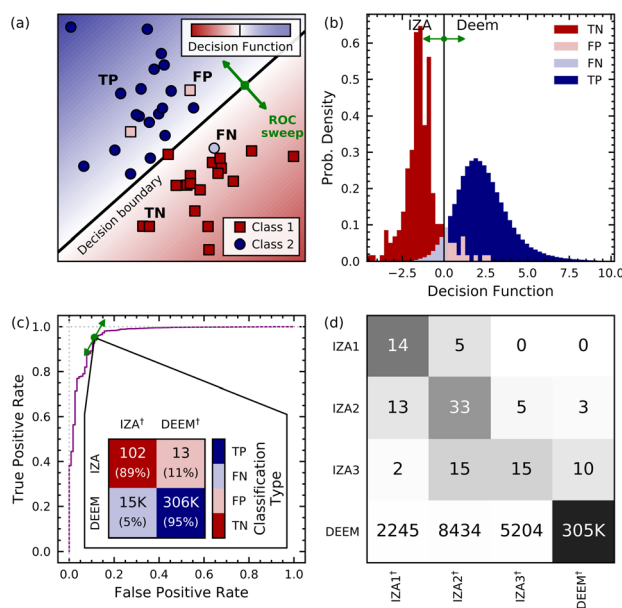 (a)
Decision Function
TP
FP
ROC
sweep
FN
Decision boundary
TN
Class 1
Class 2
(b)
IZA
Deem
TN
FP
FN
TP
Prob. Density
0.6
0.5
0.4
0.3
0.2
0.1
0.0
−2.5
0.0
2.5
5.0
7.5
10.0
Decision Function
(c)
True Positive Rate
1.0
0.8
0.6
0.4
0.2
0.0
IZA†
DEEM†
IZA
102
(89%)
13
(11%)
DEEM
15K
(5%)
306K
(95%)
TP
FN
FP
TN
Classification
Type
0.0
0.2
0.4
0.6
0.8
1.0
False Positive Rate
(d)
IZA1
14
5
0
0
IZA2
13
33
5
3
IZA3
2
15
15
10
DEEM
2245
8434
5204
305K
IZA1†
IZA2†
IZA3†
DEEM†